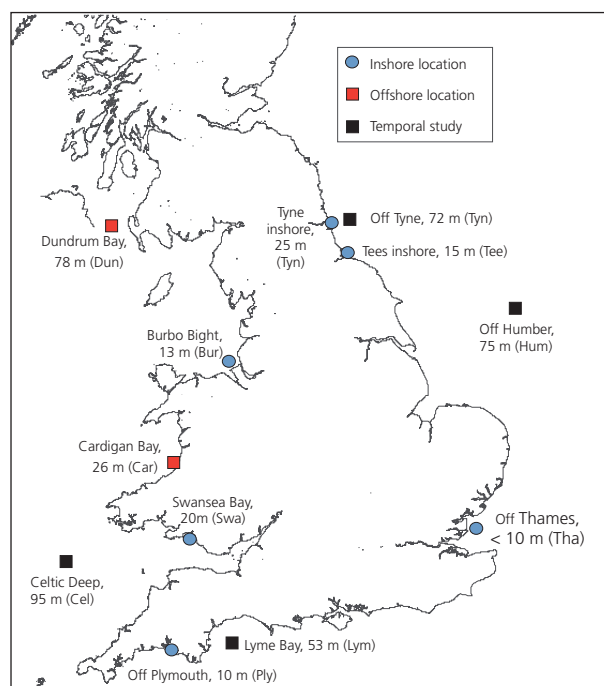 Inshore location
Offshore location
Temporal study
Tyne
inshore,
25 m
(Tyn)
Off Tyne, 72 m (Tyn)
Tees inshore, 15 m (Tee)
Dundrum Bay,
78 m (Dun)
Off Humber,
75 m (Hum)
Burbo Bight,
13 m (Bur)
Cardigan Bay,
26 m (Car)
Swansea Bay,
20m (Swa)
Off Thames,
< 10 m (Tha)
Celtic Deep,
95 m (Cel)
Lyme Bay, 53 m (Lym)
Off Plymouth, 10 m (Ply)